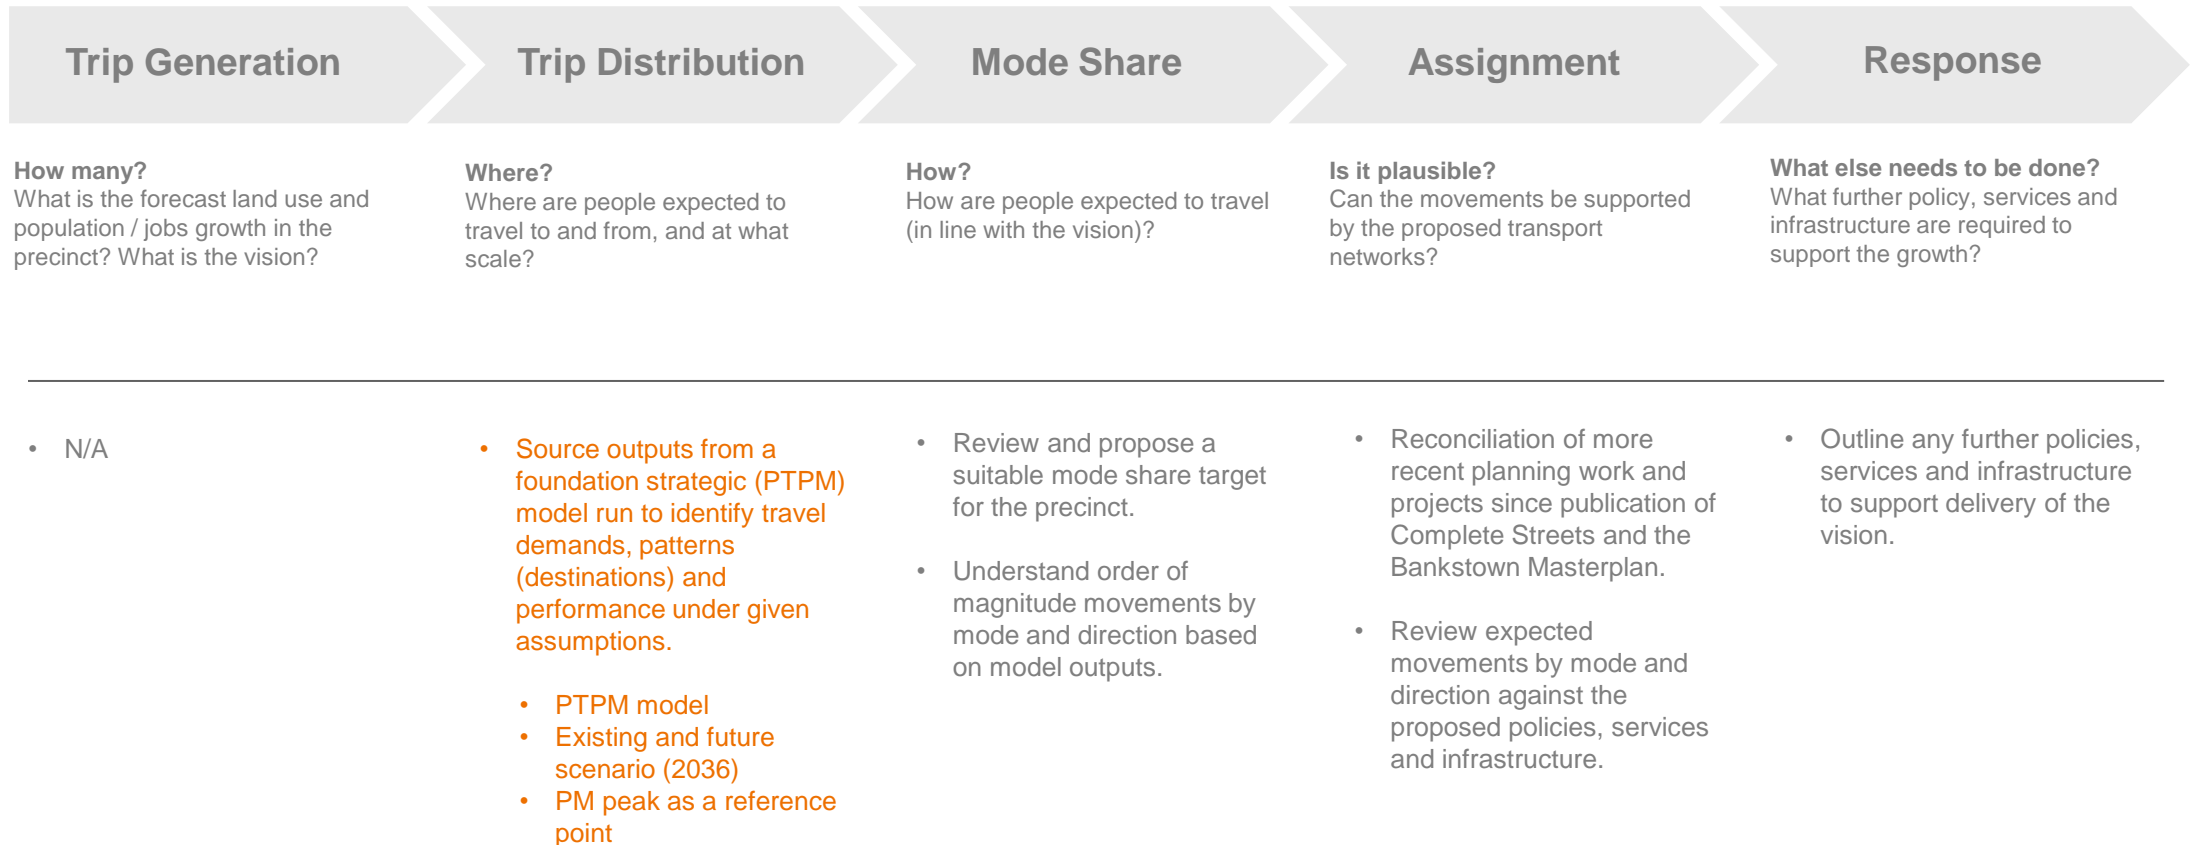 Trip Generation
Trip Distribution
Mode Share
Assignment
Response
How many?
What is the forecast land use and
population / jobs growth in the
precinct? What is the vision?
Where?
Where are people expected to
travel to and from, and at what
scale?
How?
How are people expected to travel
(in line with the vision)?
Is it plausible?
Can the movements be supported
by the proposed transport
networks?
What else needs to be done?
What further policy, services and
infrastructure are required to
support the growth?
• N/A
• Source outputs from a
foundation strategic (PTPM)
model run to identify travel
demands, patterns
(destinations) and
performance under given
assumptions.
• PTPM model
• Existing and future
scenario (2036)
• PM peak as a reference
point
• Review and propose a
suitable mode share target
for the precinct.
• Understand order of
magnitude movements by
mode and direction based
on model outputs.
• Reconciliation of more
recent planning work and
projects since publication of
Complete Streets and the
Bankstown Masterplan.
• Review expected
movements by mode and
direction against the
proposed policies, services
and infrastructure.
• Outline any further policies,
services and infrastructure
to support delivery of the
vision.